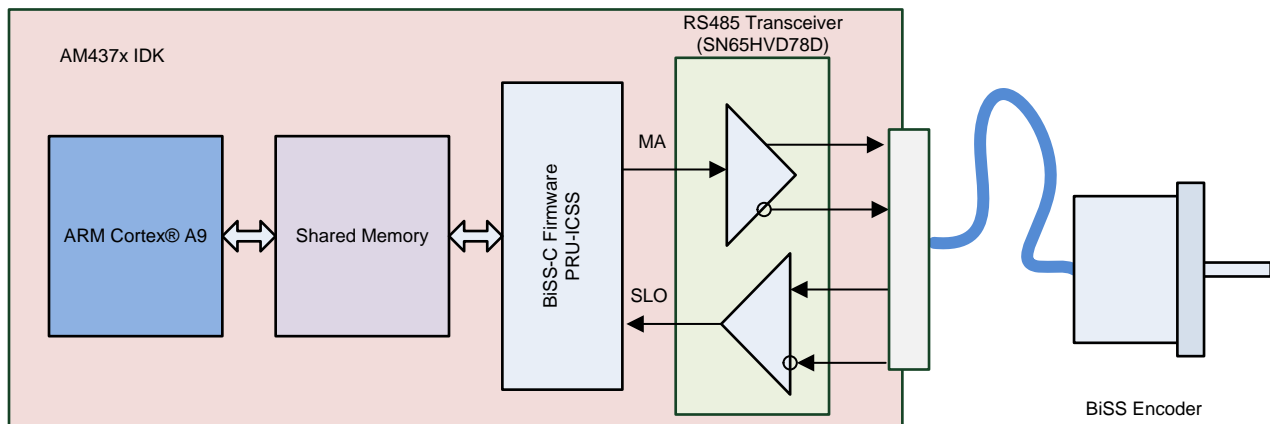 RS485 Transceiver
(SN65HVD78D)
AM437x IDK
MA
ARM Cortex® A9
Shared Memory
BiSS-C Firmware
PRU-ICSS
SLO
BiSS Encoder